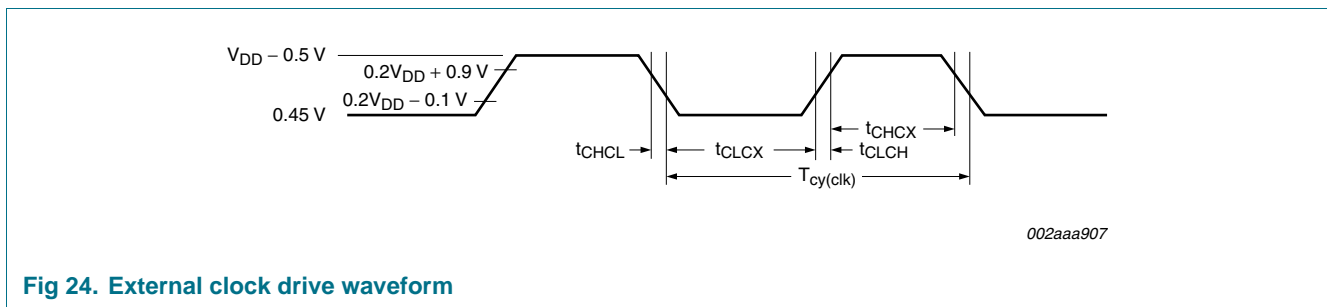 V_DD − 0.5 V
0.2V_DD + 0.9 V
0.2V_DD − 0.1 V
0.45 V
t_CHCX
t_CHCL
t_CLCX
t_CLCH
T_cy(clk)
002aaa907
Fig 24. External clock drive waveform